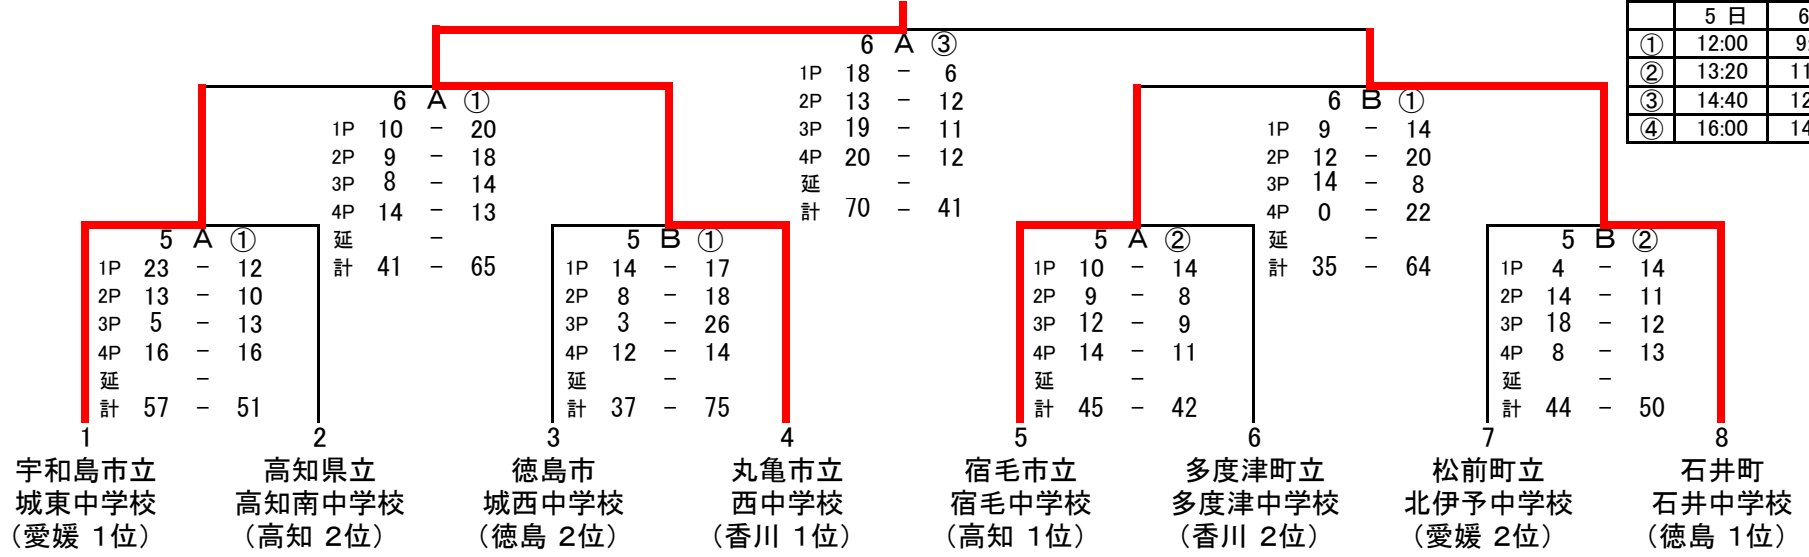 5 日 6
① 12:00 9:
② 13:20 11
③ 14:40 12
④ 16:00 14
6 A ③
1P 18 - 6
2P 13 - 12
3P 19 - 11
4P 20 - 12
延 -
計 70 - 41
6 A ①
1P 10 - 20
2P 9 - 18
3P 8 - 14
4P 14 - 13
延 -
計 41 - 65
6 B ①
1P 9 - 14
2P 12 - 20
3P 14 - 8
4P 0 - 22
延 -
計 35 - 64
5 A ①
1P 23 - 12
2P 13 - 10
3P 5 - 13
4P 16 - 16
延 -
計 57 - 51
5 B ①
1P 14 - 17
2P 8 - 18
3P 3 - 26
4P 12 - 14
延 -
計 37 - 75
5 A ②
1P 10 - 14
2P 9 - 8
3P 12 - 9
4P 14 - 11
延 -
計 45 - 42
5 B ②
1P 4 - 14
2P 14 - 11
3P 18 - 12
4P 8 - 13
延 -
計 44 - 50
1
宇和島市立
城東中学校
（愛媛 1位）
2
高知県立
高知南中学校
（高知 2位）
3
徳島市
城西中学校
（徳島 2位）
4
丸亀市立
西中学校
（香川 1位）
5
宿毛市立
宿毛中学校
（高知 1位）
6
多度津町立
多度津中学校
（香川 2位）
7
松前町立
北伊予中学校
（愛媛 2位）
8
石井町
石井中学校
（徳島 1位）